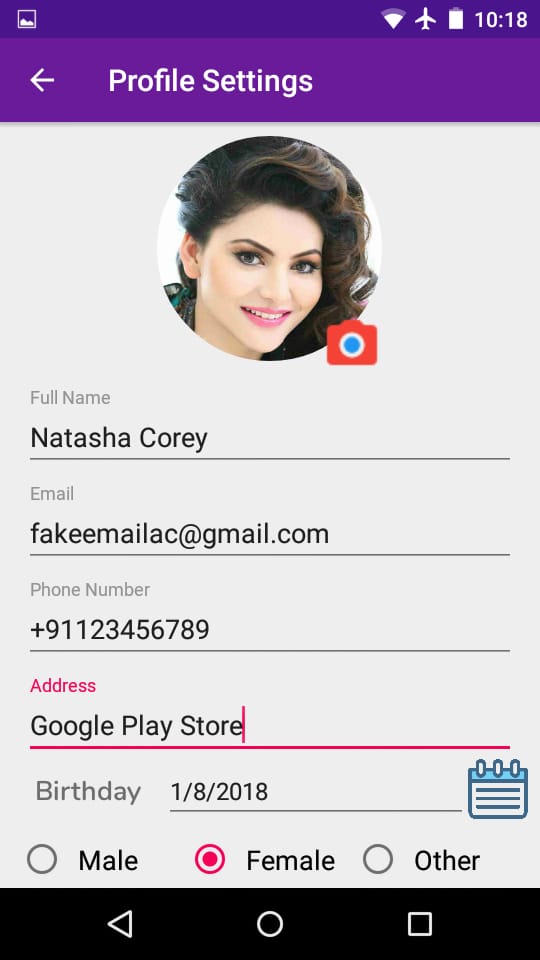 10:18
Profile Settings
Full Name
Natasha Corey
Email
fakeemailac@gmail.com
Phone Number
+91123456789
Address
Google Play Store
Birthday 1/8/2018
Male Female Other